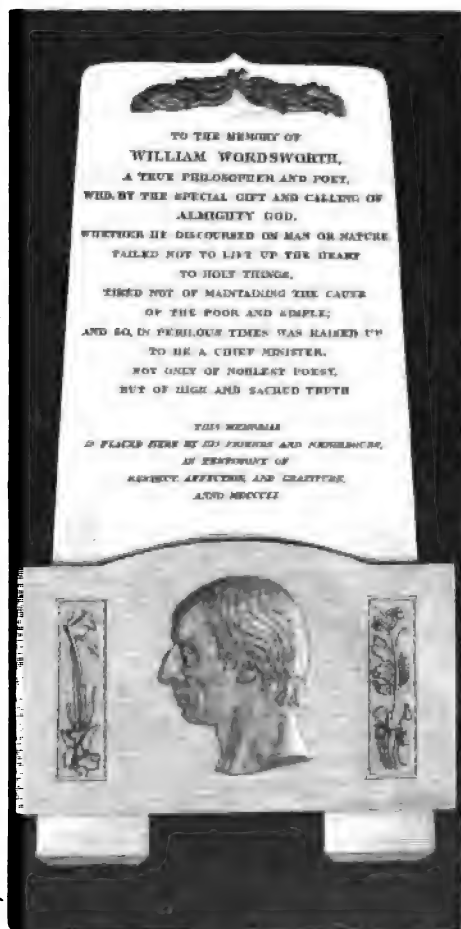 TO THE MEMORY OF
WILLIAM WORDSWORTH,
A TRUE PHILOSOPHER AND POET,
WHO, BY THE SPECIAL GIFT AND CALLING OF
ALMIGHTY GOD,
WHETHER HE DISCOURSED ON MAN OR NATURE
FAILED NOT TO LIFT UP THE HEART
TO HOLY THINGS,
TIRED NOT OF MAINTAINING THE CAUSE
OF THE POOR AND SIMPLE;
AND SO, IN PERILOUS TIMES WAS RAISED UP
TO BE A CHIEF MINISTER,
NOT ONLY OF NOBLEST POESY,
BUT OF HIGH AND SACRED TRUTH
THIS MEMORIAL
IS PLACED HERE BY HIS FRIENDS AND NEIGHBOURS,
IN TESTIMONY OF
RESPECT, AFFECTION, AND GRATITUDE,
ANNO MDCCCLI